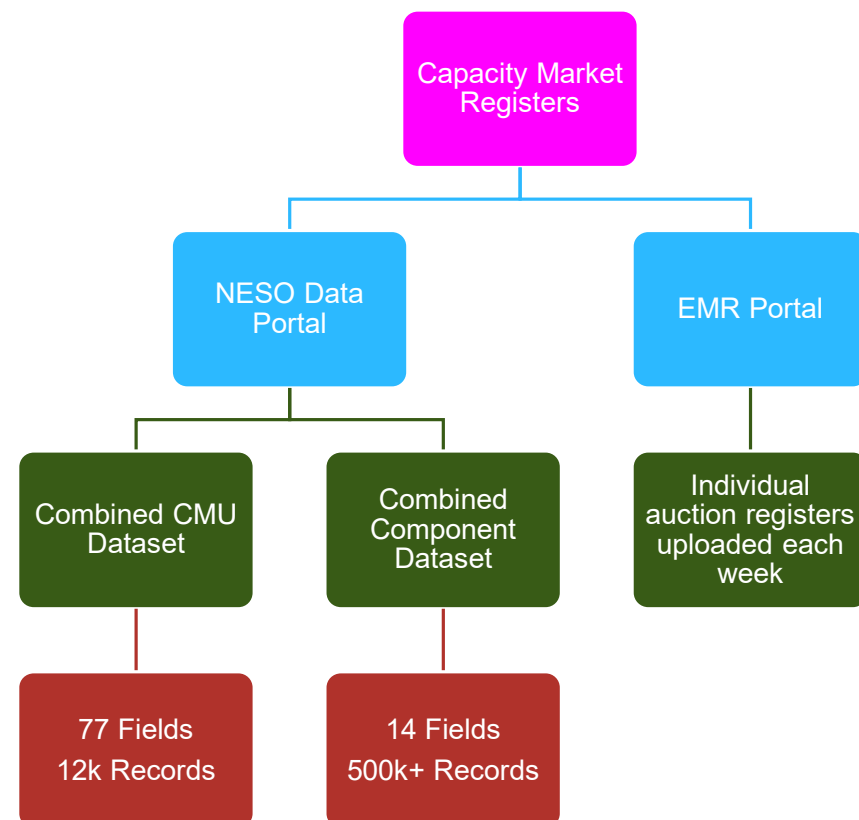 Capacity Market
Registers
NESO Data
Portal
EMR Portal
Combined CMU
Dataset
Combined
Component
Dataset
Individual
auction registers
uploaded each
week
77 Fields
12k Records
14 Fields
500k+ Records